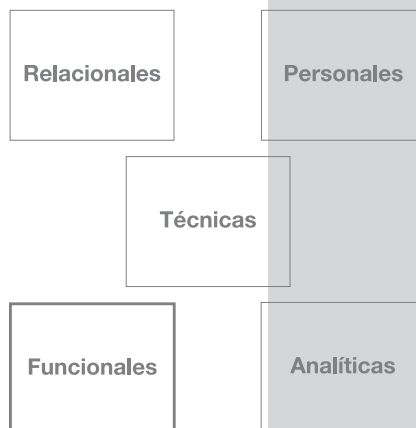 Relacionales
Personales
Técnicas
Funcionales
Analíticas